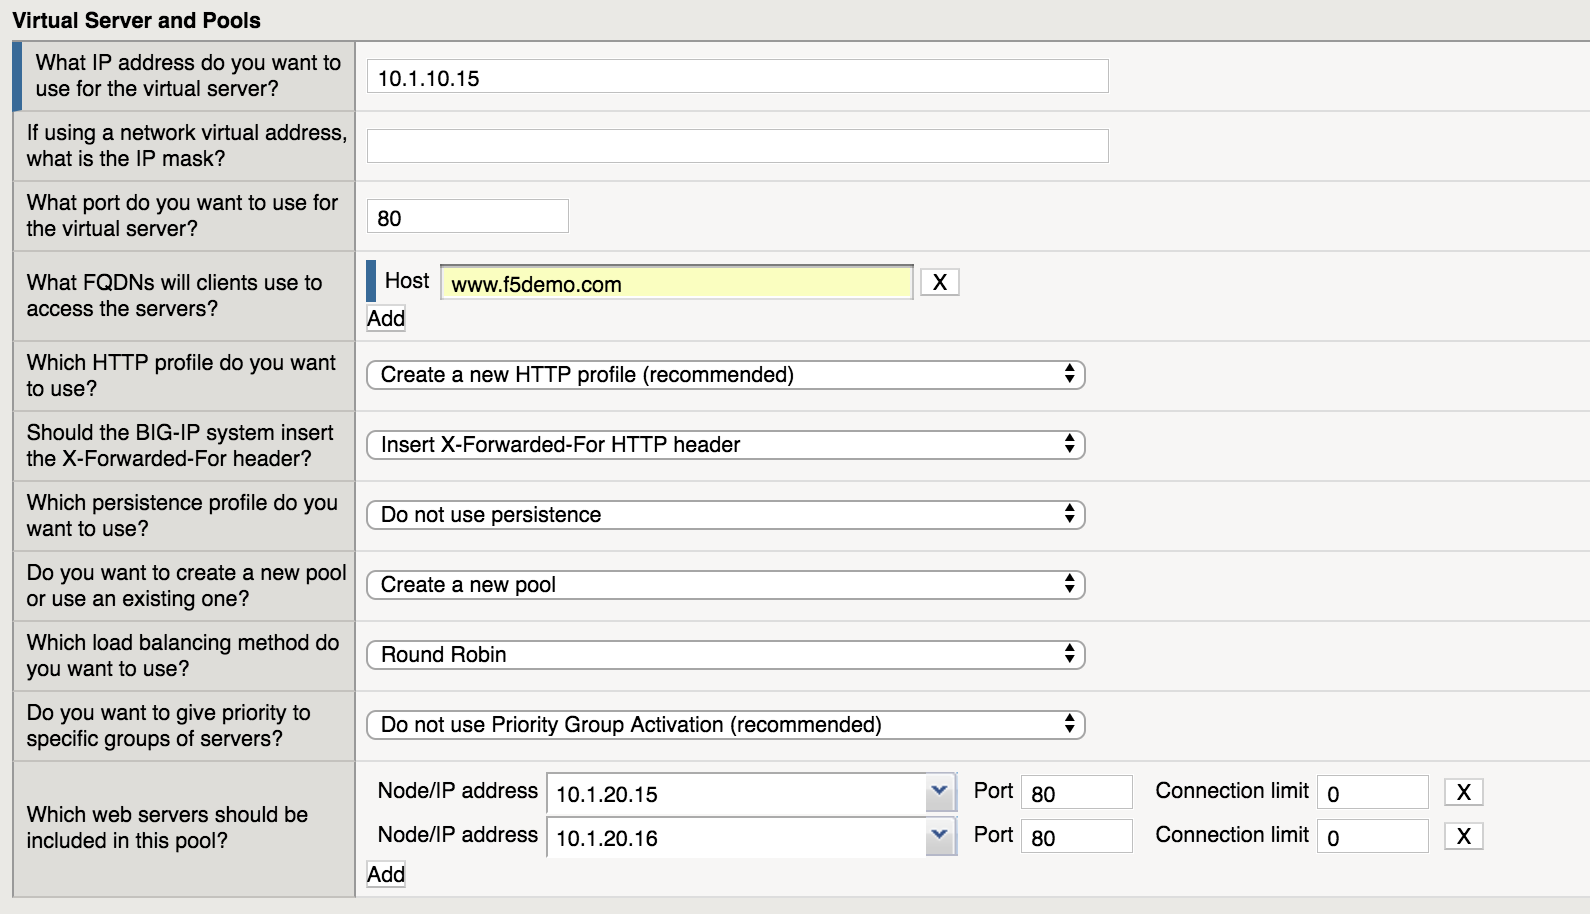 Virtual Server and Pools
What IP address do you want to
use for the virtual server?
10.1.10.15
If using a network virtual address,
what is the IP mask?
What port do you want to use for
the virtual server?
80
What FQDNs will clients use to
access the servers?
Host www.f5demo.com X
Add
Which HTTP profile do you want
to use?
Create a new HTTP profile (recommended)
Should the BIG-IP system insert
the X-Forwarded-For header?
Insert X-Forwarded-For HTTP header
Which persistence profile do you
want to use?
Do not use persistence
Do you want to create a new pool
or use an existing one?
Create a new pool
Which load balancing method do
you want to use?
Round Robin
Do you want to give priority to
specific groups of servers?
Do not use Priority Group Activation (recommended)
Which web servers should be
included in this pool?
Node/IP address 10.1.20.15 Port 80 Connection limit 0 X
Node/IP address 10.1.20.16 Port 80 Connection limit 0 X
Add